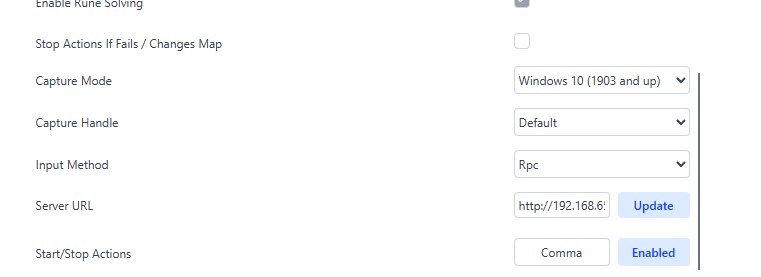 Enable Rune Solving
Stop Actions If Fails / Changes Map
Capture Mode Windows 10 (1903 and up)
Capture Handle Default
Input Method Rpc
Server URL http://192.168.6 Update
Start/Stop Actions Comma Enabled